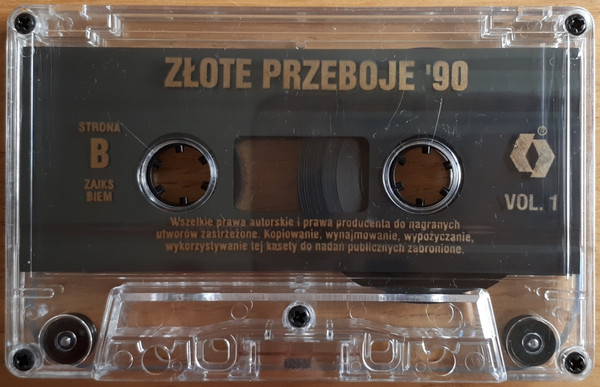 ZŁOTE PRZEBOJE '90
STRONA
B
ZAIKS
BIEM
®
VOL. 1
Wszelkie prawa autorskie i prawa producenta do nagranych
utworów zastrzeżone. Kopiowanie, wynajmowanie, wypożyczanie,
wykorzystywanie tej kasety do nadań publicznych zabronione.